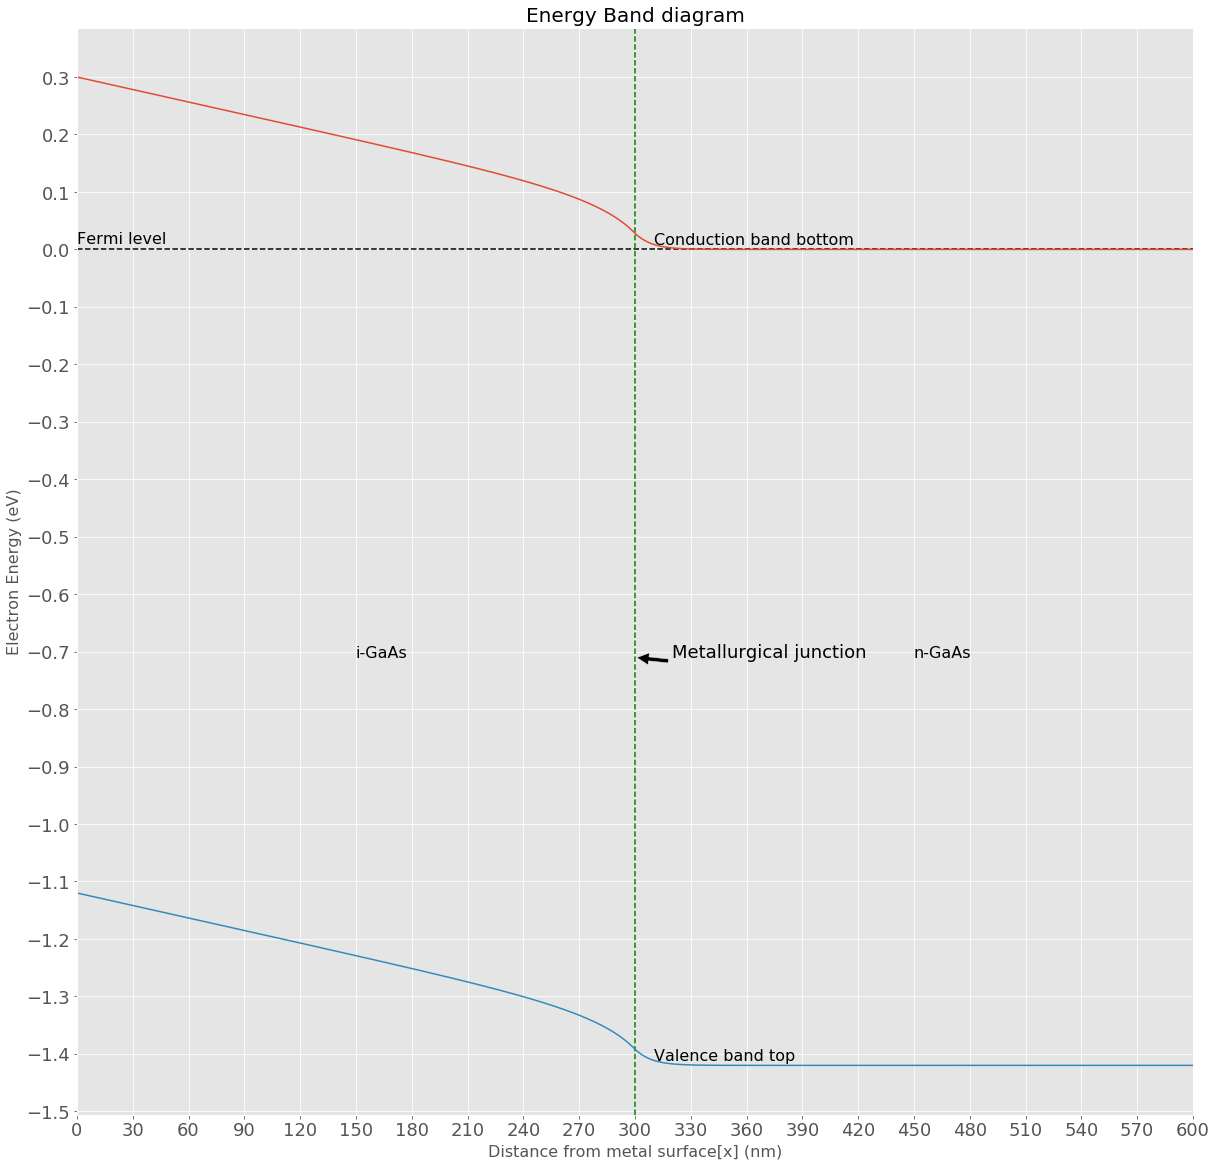 Energy Band diagram
0.3
0.2
0.1
Fermi level
Conduction band bottom
0.0
−0.1
−0.2
−0.3
−0.4
−0.5
−0.6
−0.7
i-GaAs
Metallurgical junction
n-GaAs
−0.8
−0.9
−1.0
−1.1
−1.2
−1.3
−1.4
Valence band top
−1.5
Electron Energy (eV)
0 30 60 90 120 150 180 210 240 270 300 330 360 390 420 450 480 510 540 570 600
Distance from metal surface[x] (nm)